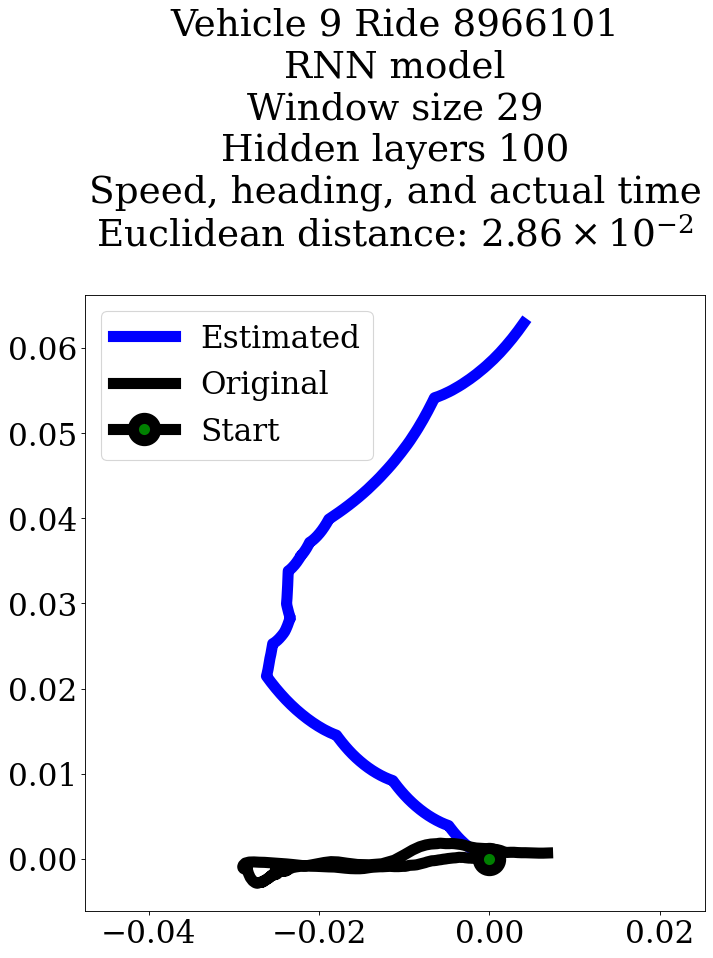 Vehicle 9 Ride 8966101
RNN model
Window size 29
Hidden layers 100
Speed, heading, and actual time
Euclidean distance: 2.86 × 10⁻²
Estimated
Original
Start
0.06
0.05
0.04
0.03
0.02
0.01
0.00
−0.04 −0.02 0.00 0.02